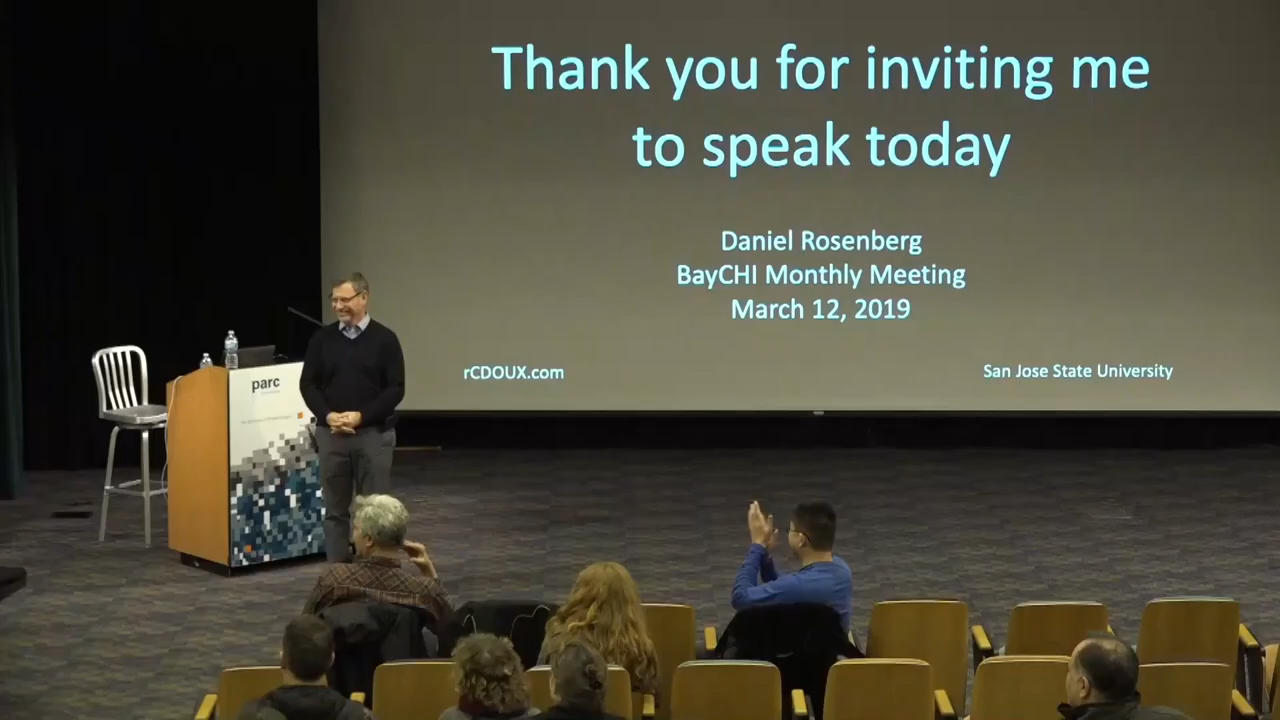 Thank you for inviting me
to speak today
Daniel Rosenberg
BayCHI Monthly Meeting
March 12, 2019
rCDOUX.com
San Jose State University
parc